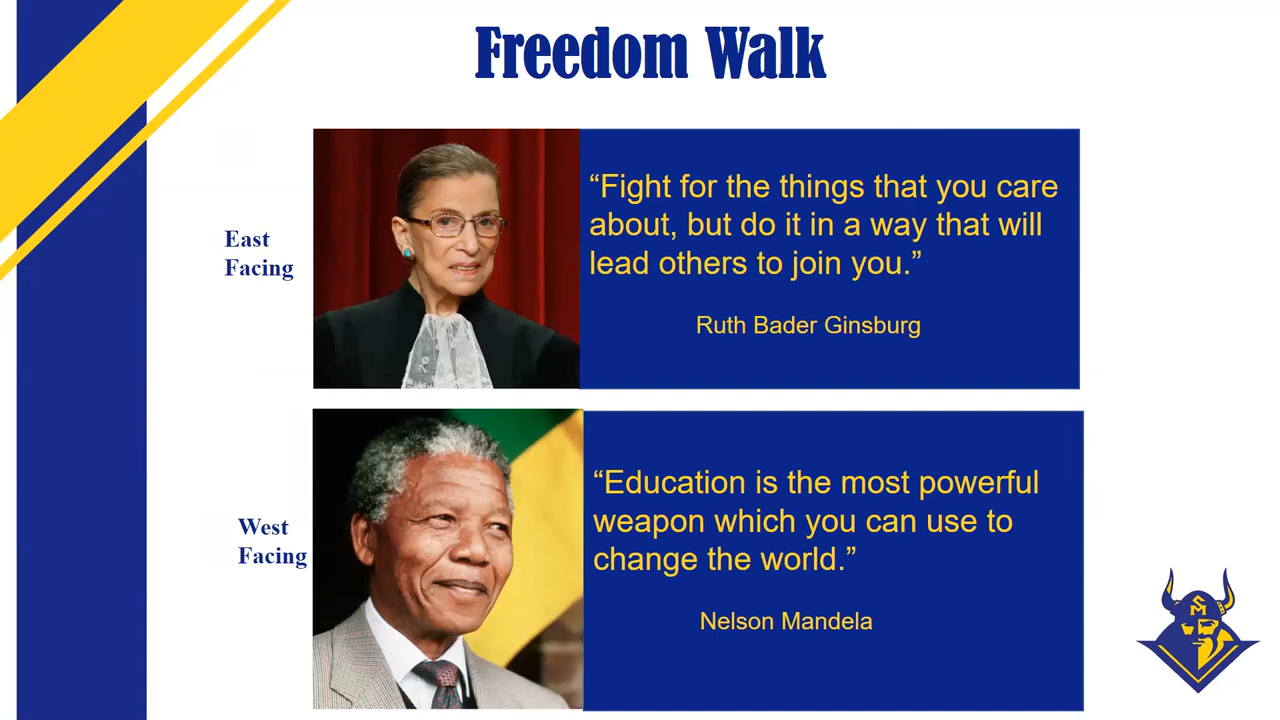 Freedom Walk
East
Facing
“Fight for the things that you care
about, but do it in a way that will
lead others to join you.”
Ruth Bader Ginsburg
West
Facing
“Education is the most powerful
weapon which you can use to
change the world.”
Nelson Mandela
SM